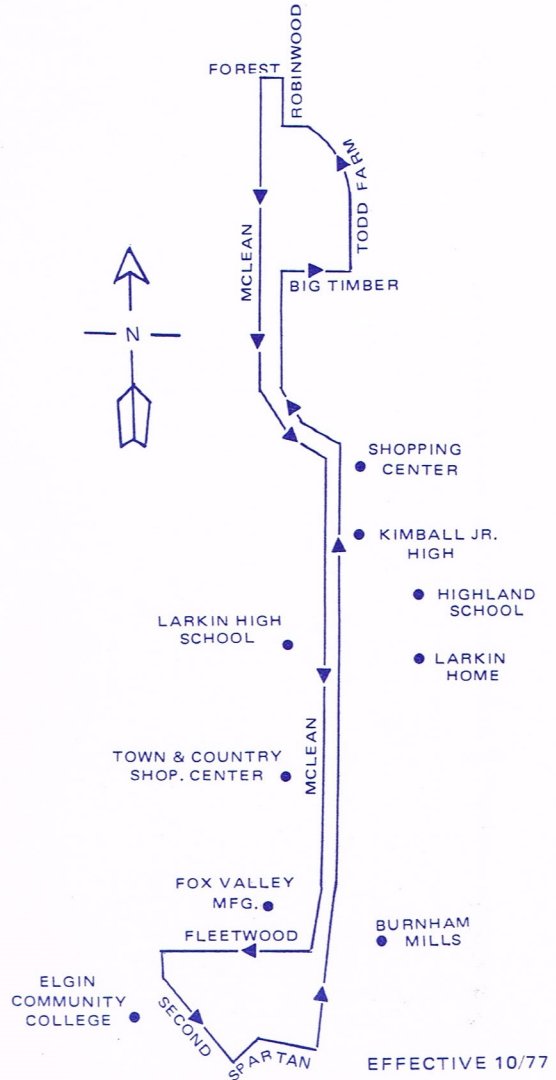 ROBINWOOD
FOREST
TODD FARM
MCLEAN
BIG TIMBER
N
SHOPPING
CENTER
KIMBALL JR.
HIGH
HIGHLAND
SCHOOL
LARKIN HIGH
SCHOOL
LARKIN
HOME
MCLEAN
TOWN & COUNTRY
SHOP. CENTER
FOX VALLEY
MFG.
BURNHAM
MILLS
FLEETWOOD
ELGIN
COMMUNITY
COLLEGE
SECOND
SPARTAN
EFFECTIVE 10/77